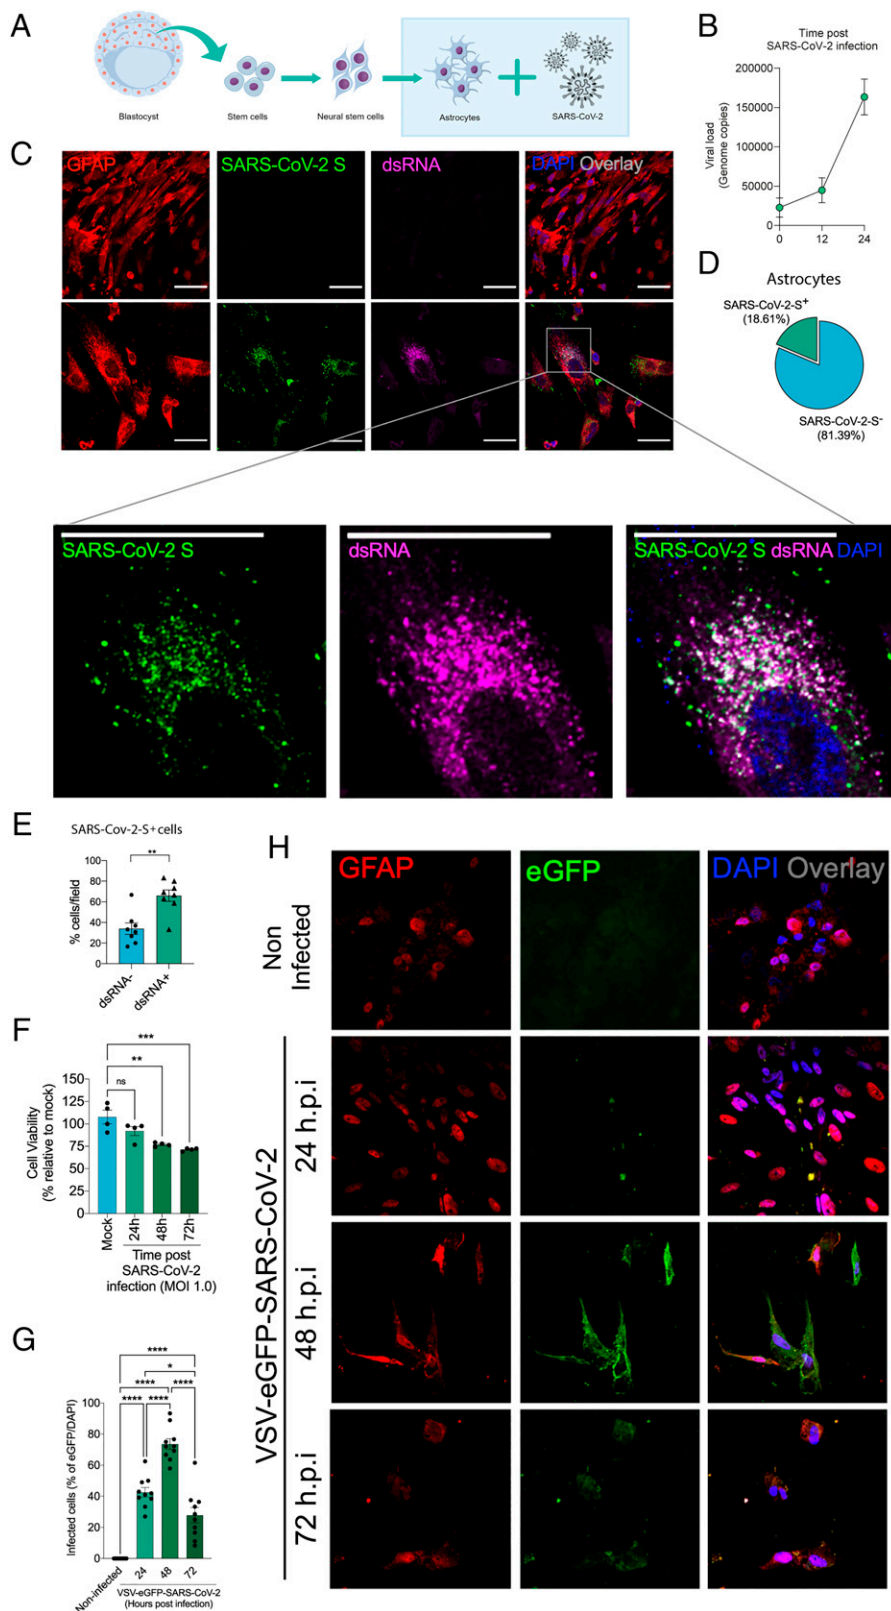 A
Blastocyst
Stem cells
Neural stem cells
Astrocytes
SARS-CoV-2
B
Time post
SARS-CoV-2 infection
Viral load
(Genome copies)
200000
150000
100000
50000
0
0 12 24
C
GFAP
SARS-CoV-2 S
dsRNA
DAPI Overlay
D
Astrocytes
SARS-CoV-2-S+
(18.61%)
SARS-CoV-2-S-
(81.39%)
SARS-CoV-2 S
dsRNA
SARS-CoV-2 S dsRNA DAPI
E
SARS-Cov-2-S+cells
**
% cells/field
100
80
60
40
20
0
dsRNA-
dsRNA+
F
***
**
ns
Cell Viability
(% relative to mock)
150
125
100
75
50
25
0
Mock
24h
48h
72h
Time post
SARS-CoV-2
infection (MOI 1.0)
G
****
*
**** ****
**** ****
Infected cells (% of eGFP/DAPI)
100
80
60
40
20
0
Non-infected
24 48 72
VSV-eGFP-SARS-CoV-2
(Hours post infection)
H
GFAP
eGFP
DAPI Overlay
Non
Infected
VSV-eGFP-SARS-CoV-2
24 h.p.i
48 h.p.i
72 h.p.i